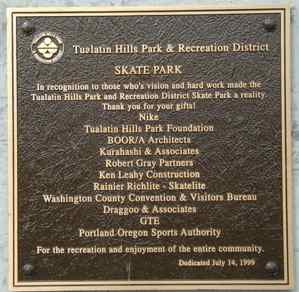 Tualatin Hills Park & Recreation District
SKATE PARK
In recognition to those who's vision and hard work made the
Tualatin Hills Park and Recreation District Skate Park a reality.
Thank you for your gifts!
Nike
Tualatin Hills Park Foundation
BOOR/A Architects
Kurahashi & Associates
Robert Gray Partners
Ken Leahy Construction
Rainier Richlite - Skatelite
Washington County Convention & Visitors Bureau
Draggoo & Associates
GTE
Portland Oregon Sports Authority
For the recreation and enjoyment of the entire community.
Dedicated July 14, 1999